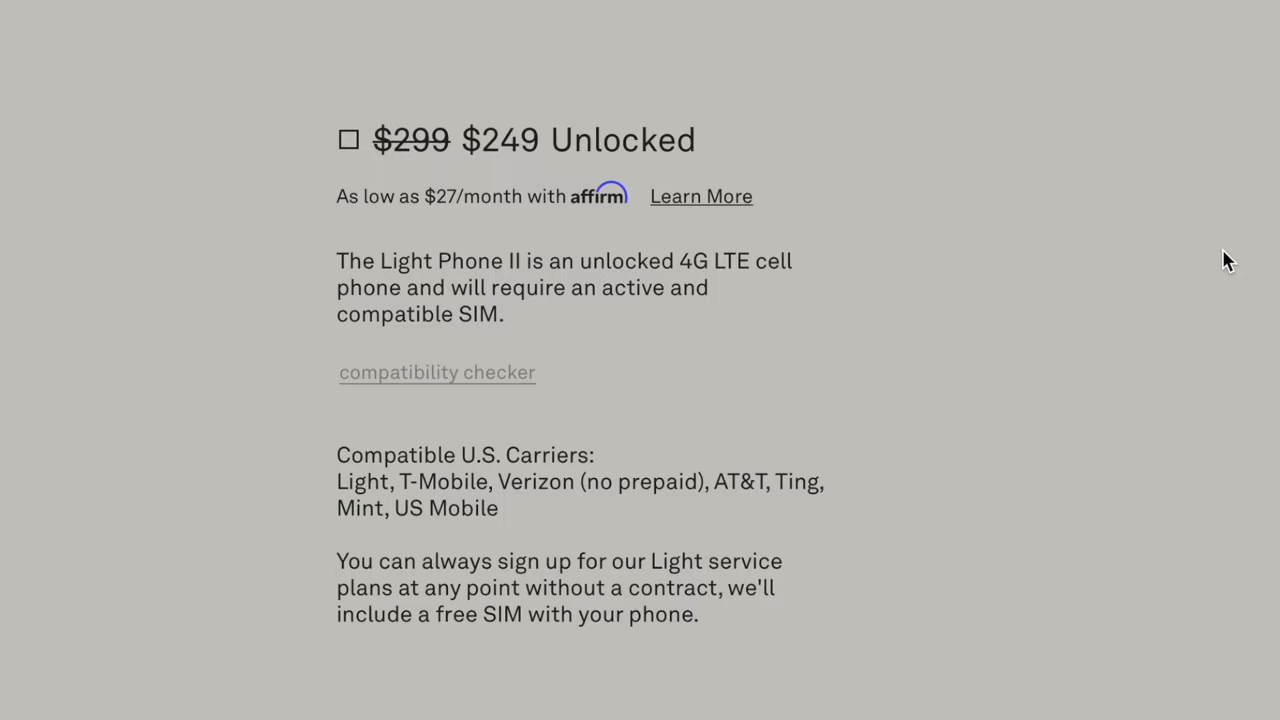 $299 $249 Unlocked
As low as $27/month with affirm Learn More
The Light Phone II is an unlocked 4G LTE cell
phone and will require an active and
compatible SIM.
compatibility checker
Compatible U.S. Carriers:
Light, T-Mobile, Verizon (no prepaid), AT&T, Ting,
Mint, US Mobile
You can always sign up for our Light service
plans at any point without a contract, we'll
include a free SIM with your phone.